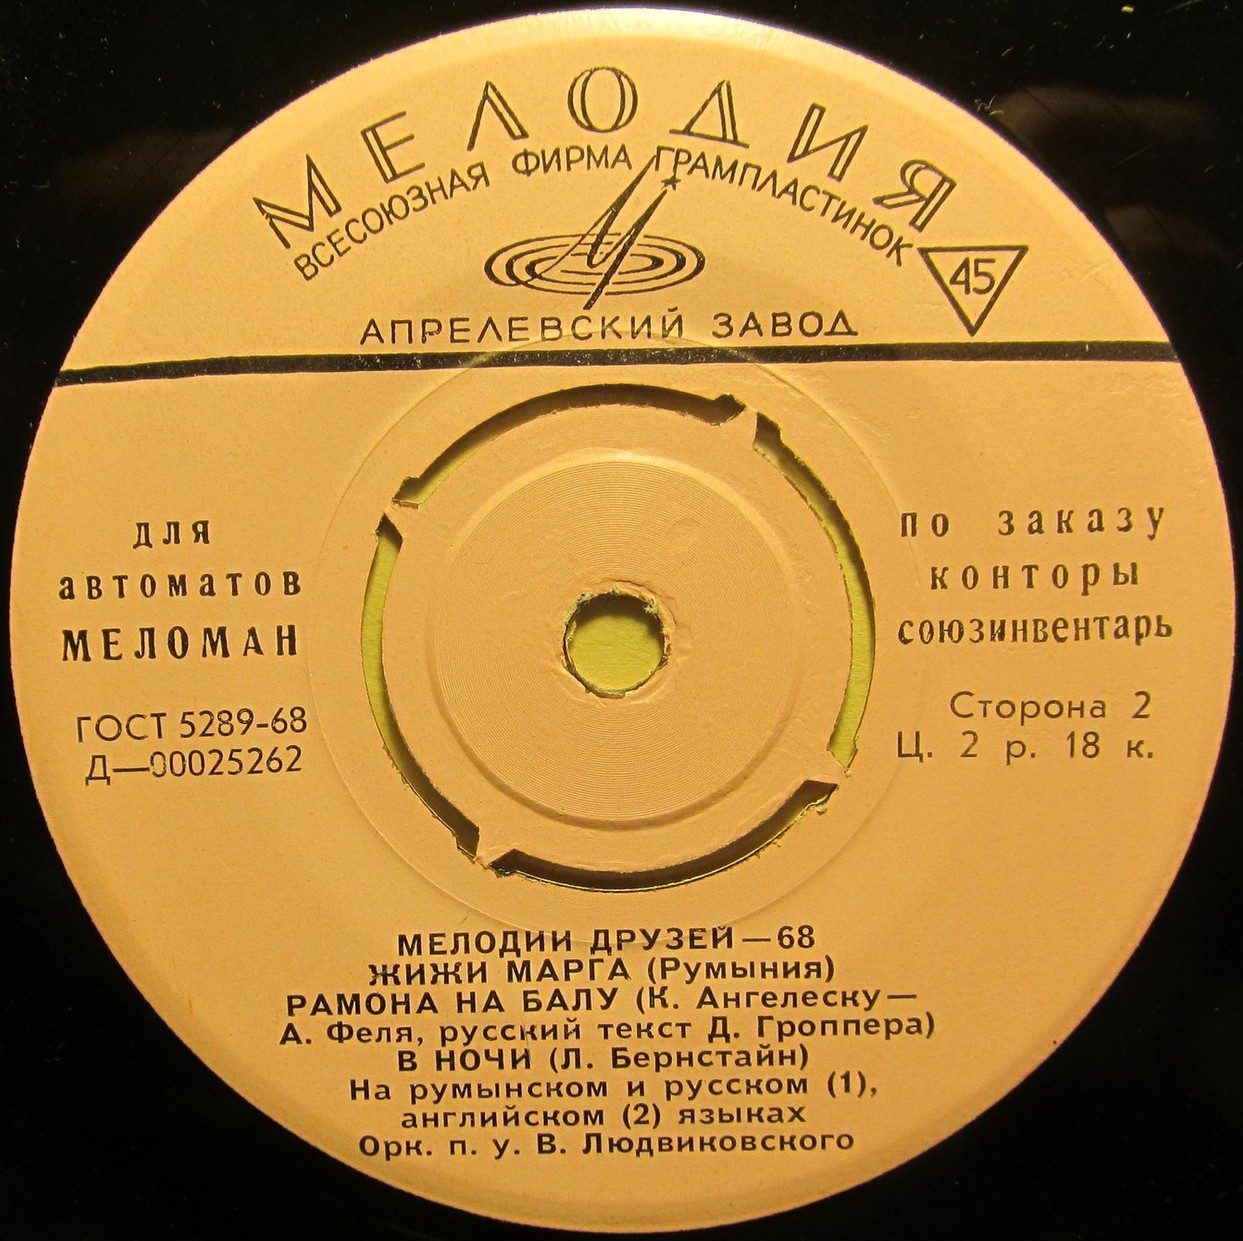 МЕЛОДИЯ
ВСЕСОЮЗНАЯ ФИРМА ГРАМПЛАСТИНОК
45
АПРЕЛЕВСКИЙ ЗАВОД
для
автоматов
МЕЛОМАН
ГОСТ 5289-68
Д—00025262
по заказу
конторы
союзинвентарь
Сторона 2
Ц. 2 р. 18 к.
МЕЛОДИИ ДРУЗЕЙ — 68
ЖИЖИ МАРГА (Румыния)
РАМОНА НА БАЛУ (К. Ангелеску —
А. Феля, русский текст Д. Гроппера)
В НОЧИ (Л. Бернстайн)
На румынском и русском (1),
английском (2) языках
Орк. п. у. В. Людвиковского